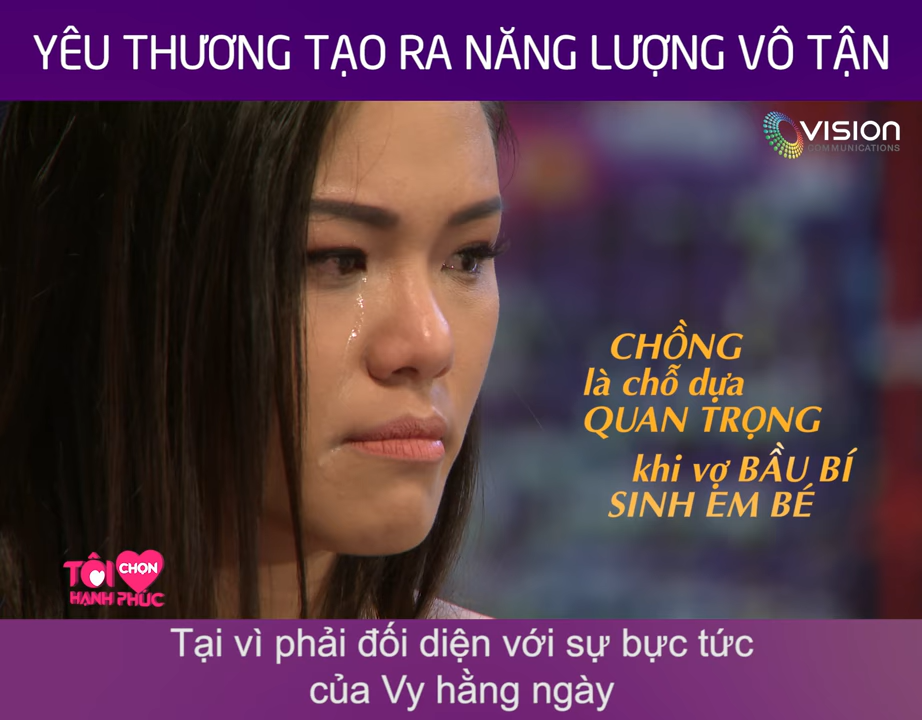 YÊU THƯƠNG TẠO RA NĂNG LƯỢNG VÔ TẬN
VISION
COMMUNICATIONS
CHỒNG
là chỗ dựa
QUAN TRỌNG
khi vợ BẦU BÍ
SINH EM BÉ
TÔI CHỌN
HẠNH PHÚC
Tại vì phải đối diện với sự bực tức
của Vy hằng ngày